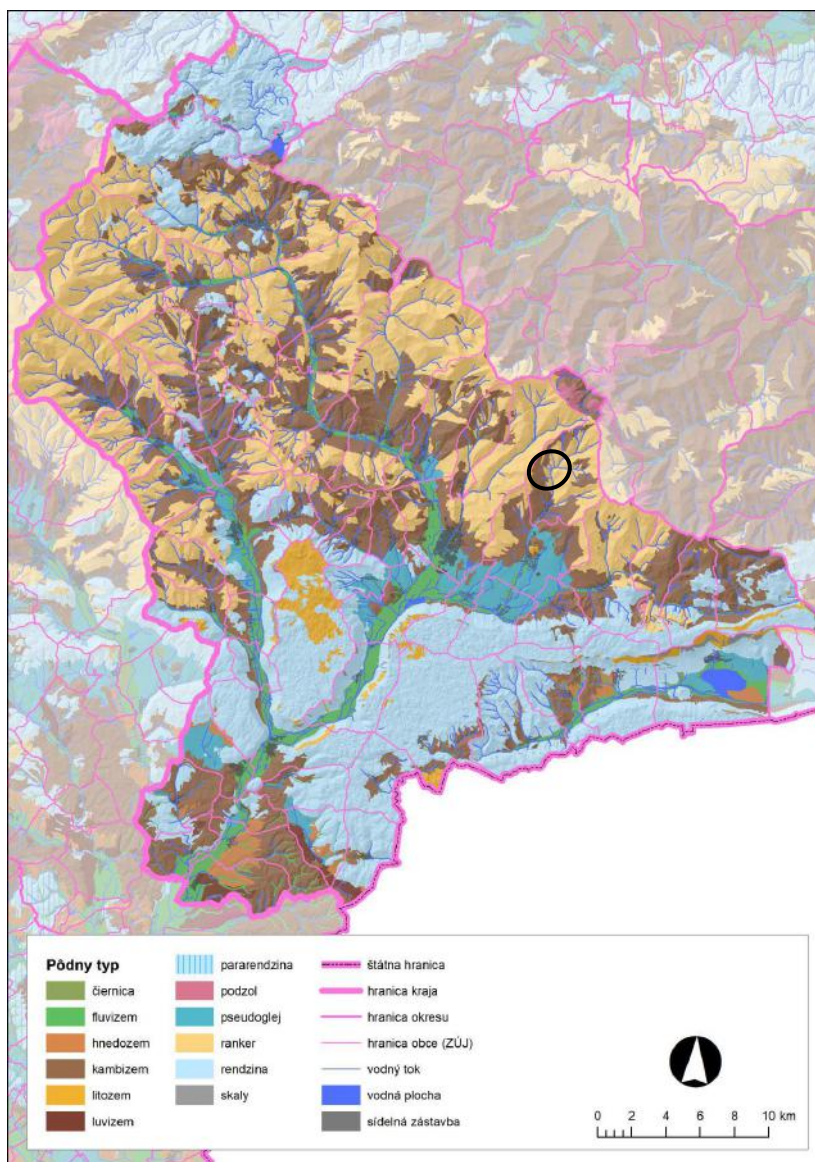 Pôdny typ
čiernica
fluvizem
hnedozem
kambizem
litozem
luvizem
pararendzina
podzol
pseudoglej
ranker
rendzina
skaly
štátna hranica
hranica kraja
hranica okresu
hranica obce (ZÚJ)
vodný tok
vodná plocha
sídelná zástavba
0 2 4 6 8 10 km